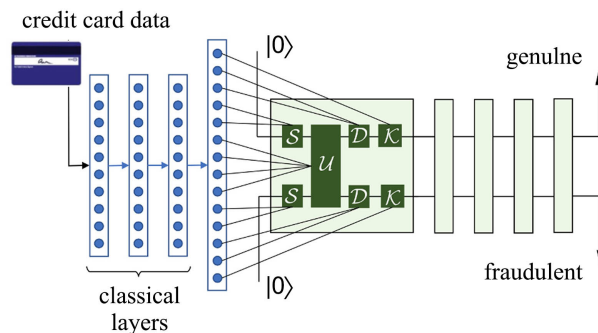 credit card data
|0⟩
genulne
S
D
K
U
S
D
K
|0⟩
fraudulent
classical
layers